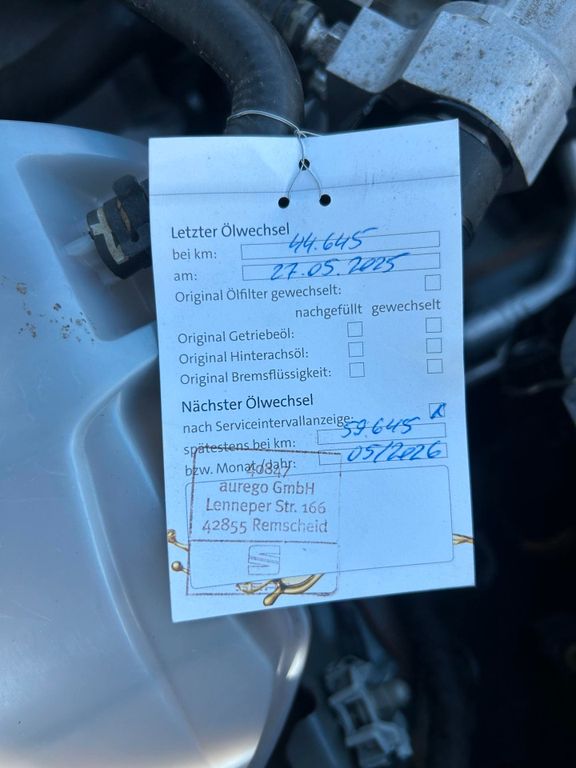 Letzter Ölwechsel
bei km: 44.645
am: 27.05.2025
Original Ölfilter gewechselt:
nachgefüllt gewechselt
Original Getriebeöl:
Original Hinterachsöl:
Original Bremsflüssigkeit:
Nächster Ölwechsel
nach Serviceintervallanzeige:
spätestens bei km: 59.645
bzw. Monat/Jahr: 05/2026
40847
aurego GmbH
Lenneper Str. 166
42855 Remscheid